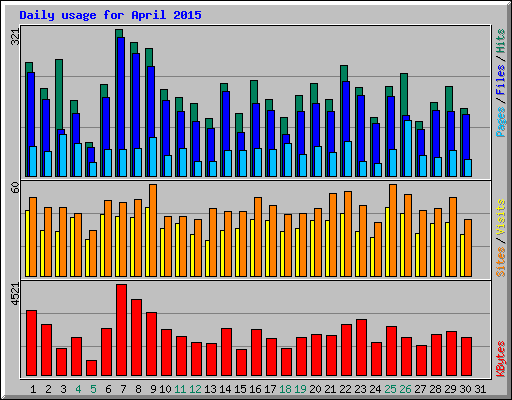 Daily usage for April 2015
321
Pages / Files / Hits
60
Sites / Visits
4521
KBytes
1 2 3 4 5 6 7 8 9 10 11 12 13 14 15 16 17 18 19 20 21 22 23 24 25 26 27 28 29 30 31